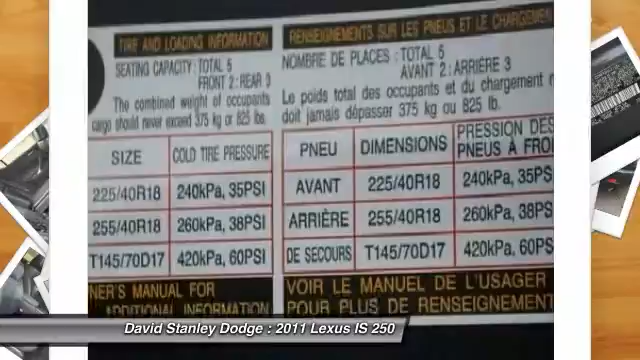 TIRE AND LOADING INFORMATION
SEATING CAPACITY: TOTAL 5
FRONT 2: REAR 3
The combined weight of occupants
cargo should never exceed 375 kg or 825 lb.
SIZE COLD TIRE PRESSURE
225/40R18 240kPa, 35PSI
255/40R18 260kPa, 38PSI
T145/70D17 420kPa, 60PSI
NER'S MANUAL FOR
ADDITIONAL INFORMATION
RENSEIGNEMENTS SUR LES PNEUS ET LE CHARGEMEN
NOMBRE DE PLACES: TOTAL 5
AVANT 2: ARRIÈRE 3
Le poids total des occupants et du chargement
doit jamais dépasser 375 kg ou 825 lb.
PNEU DIMENSIONS PRESSION DES
PNEUS À FROI
AVANT 225/40R18 240kPa, 35PS
ARRIÈRE 255/40R18 260kPa, 38PS
DE SECOURS T145/70D17 420kPa, 60PS
VOIR LE MANUEL DE L'USAGER
POUR PLUS DE RENSEIGNEMENT
David Stanley Dodge : 2011 Lexus IS 250